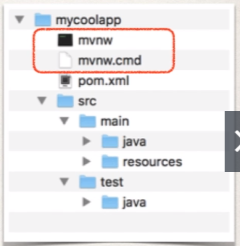 mycoolapp
mvnw
mvnw.cmd
pom.xml
src
main
java
resources
test
java